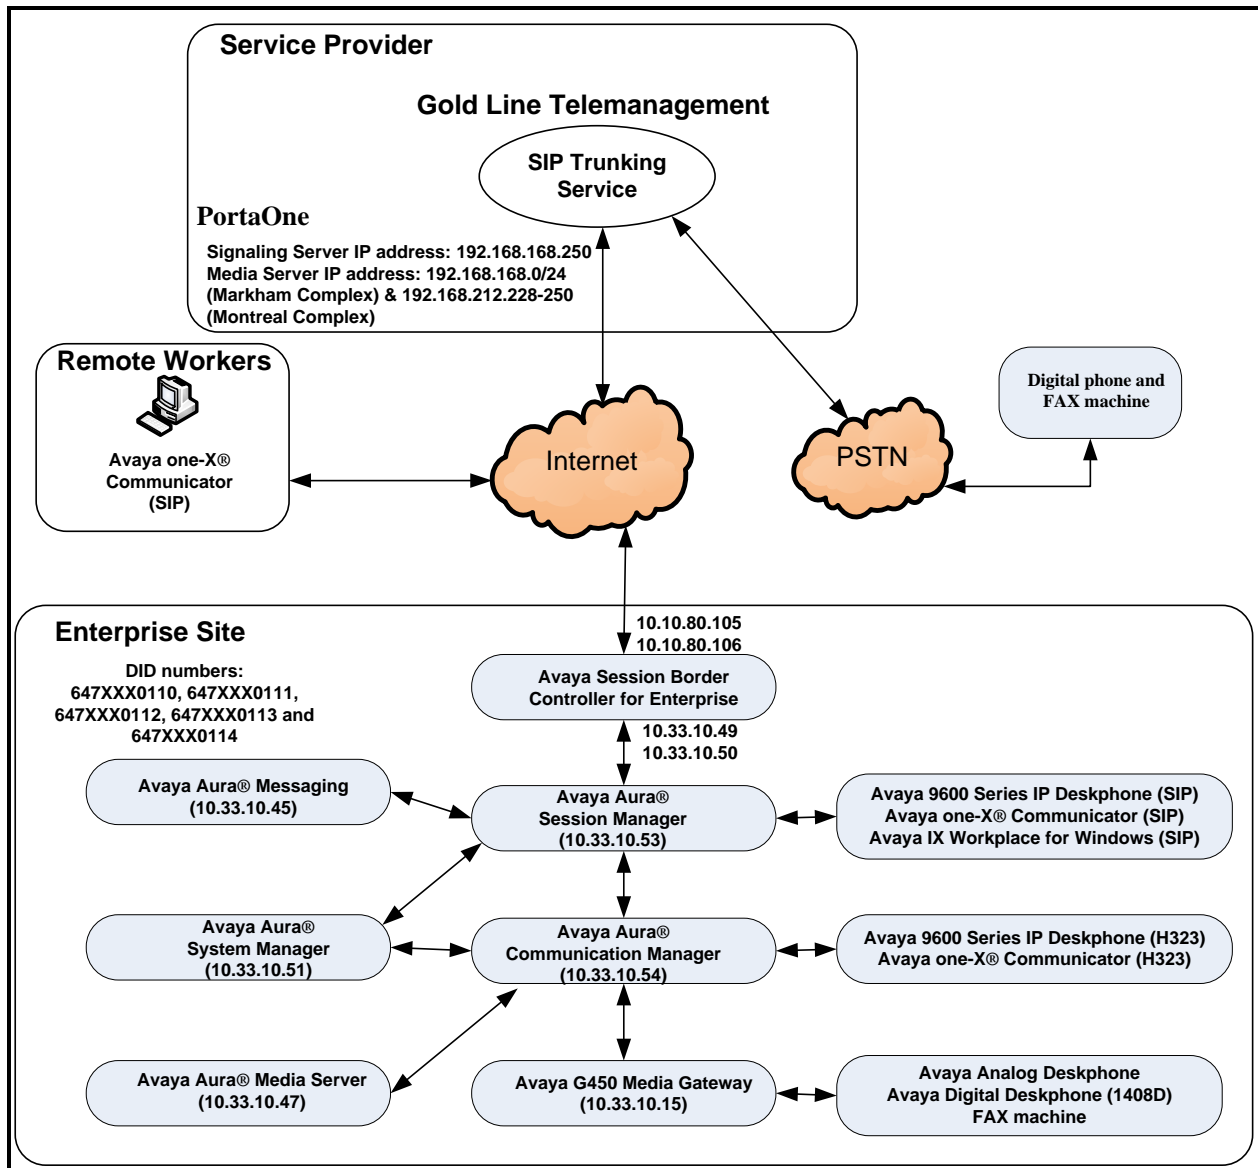 Service Provider
Gold Line Telemanagement
SIP Trunking
Service
PortaOne
Signaling Server IP address: 192.168.168.250
Media Server IP address: 192.168.168.0/24
(Markham Complex) & 192.168.212.228-250
(Montreal Complex)
Remote Workers
Avaya one-X®
Communicator
(SIP)
Internet
PSTN
Digital phone and
FAX machine
Enterprise Site
DID numbers:
647XXX0110, 647XXX0111,
647XXX0112, 647XXX0113 and
647XXX0114
10.10.80.105
10.10.80.106
Avaya Session Border
Controller for Enterprise
10.33.10.49
10.33.10.50
Avaya Aura® Messaging
(10.33.10.45)
Avaya Aura®
Session Manager
(10.33.10.53)
Avaya 9600 Series IP Deskphone (SIP)
Avaya one-X® Communicator (SIP)
Avaya IX Workplace for Windows (SIP)
Avaya Aura®
System Manager
(10.33.10.51)
Avaya Aura®
Communication Manager
(10.33.10.54)
Avaya 9600 Series IP Deskphone (H323)
Avaya one-X® Communicator (H323)
Avaya Aura® Media Server
(10.33.10.47)
Avaya G450 Media Gateway
(10.33.10.15)
Avaya Analog Deskphone
Avaya Digital Deskphone (1408D)
FAX machine